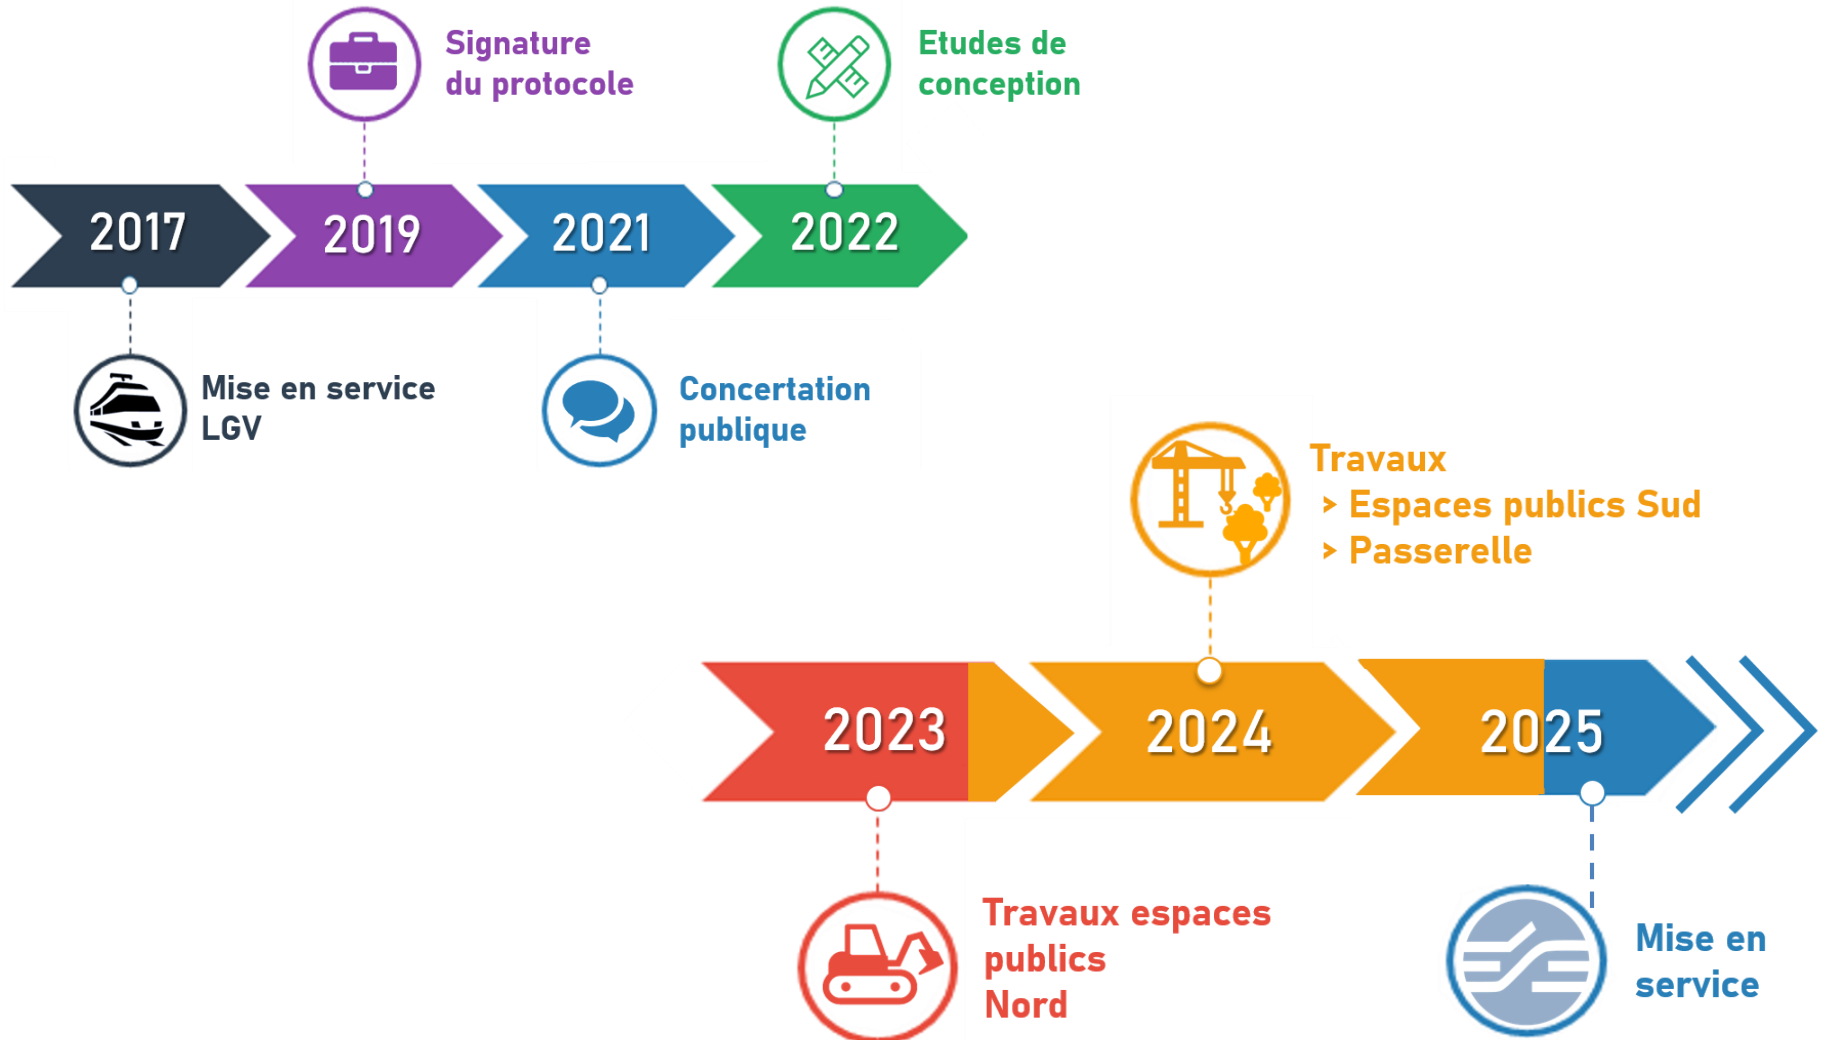 Signature
du protocole
Etudes de
conception
2017
2019
2021
2022
Mise en service
LGV
Concertation
publique
Travaux
> Espaces publics Sud
> Passerelle
2023
2024
2025
Travaux espaces
publics
Nord
Mise en
service